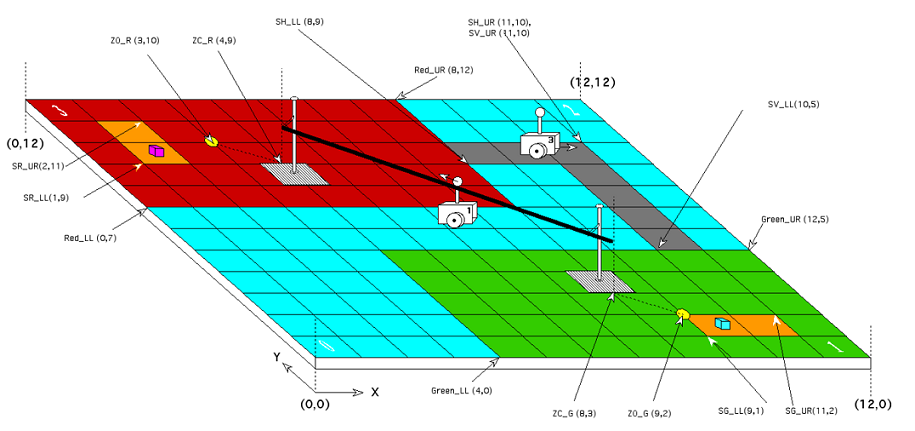 SH_LL (8,9)
SH_UR (11,10),
SV_UR (11,10)
ZO_R (3,10)
ZC_R (4,9)
Red_UR (8,12)
(12,12)
SV_LL(10,5)
(0,12)
SR_UR(2,11)
SR_LL(1,9)
3
1
Red_LL (0,7)
Green_UR (12,5)
Y
X
(0,0)
Green_LL (4,0)
ZC_G (8,3)
ZO_G (9,2)
SG_LL(9,1)
SG_UR(11,2)
(12,0)